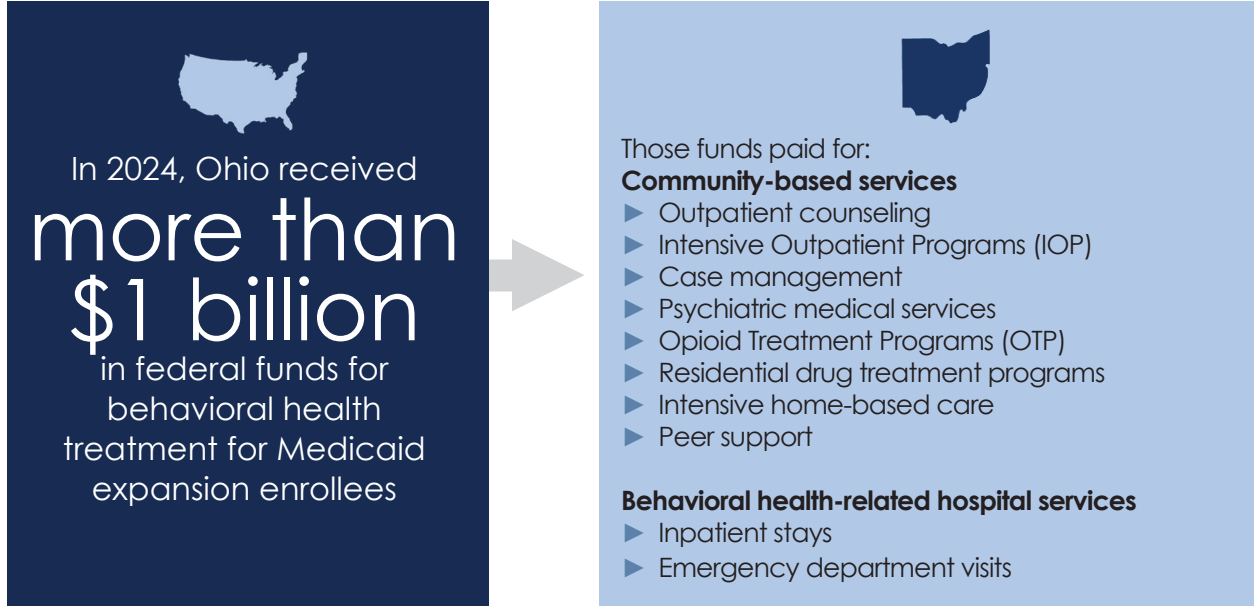 In 2024, Ohio received
more than
$1 billion
in federal funds for
behavioral health
treatment for Medicaid
expansion enrollees
Those funds paid for:
Community-based services
► Outpatient counseling
► Intensive Outpatient Programs (IOP)
► Case management
► Psychiatric medical services
► Opioid Treatment Programs (OTP)
► Residential drug treatment programs
► Intensive home-based care
► Peer support
Behavioral health-related hospital services
► Inpatient stays
► Emergency department visits